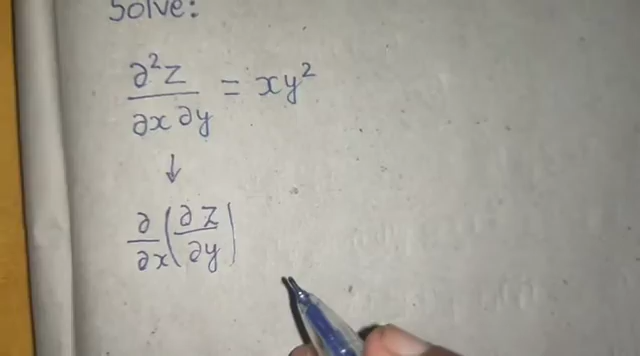 Solve:
∂²z/∂x ∂y = xy²
↓
∂/∂x(∂z/∂y)